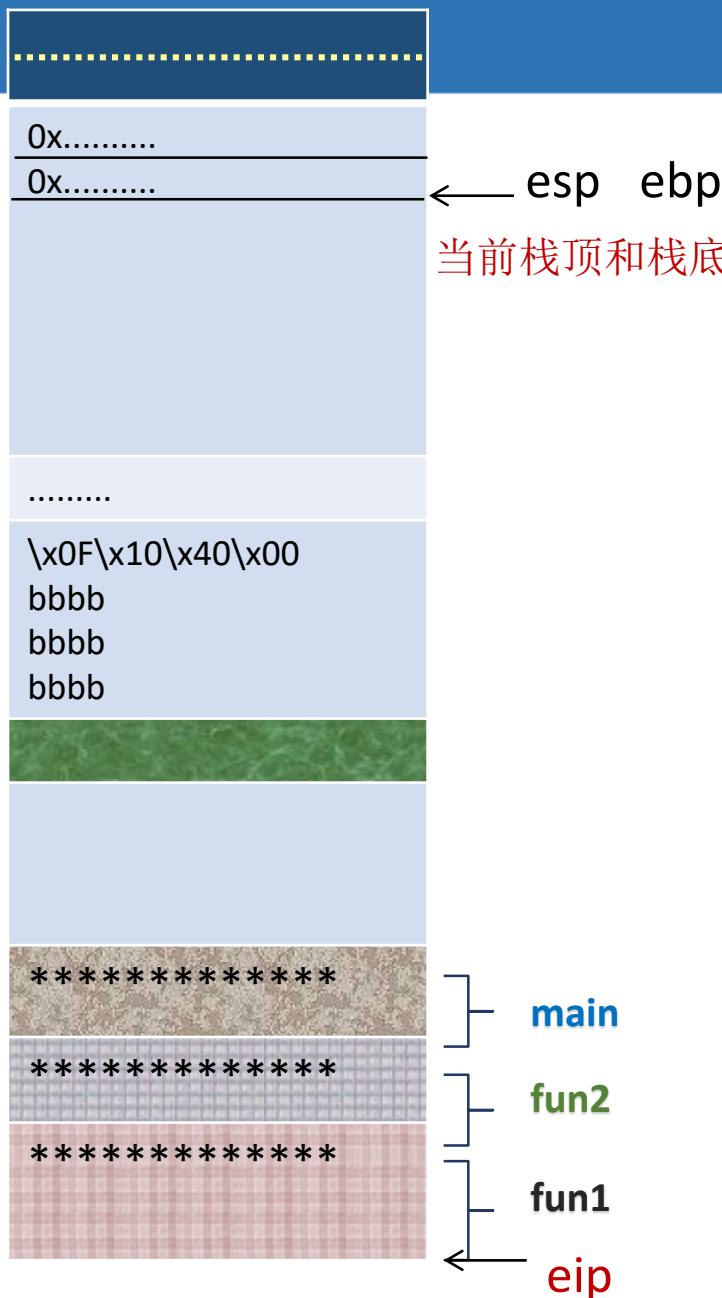 0x..........
0x..........
esp ebp
当前栈顶和栈底
.........
\x0F\x10\x40\x00
bbbb
bbbb
bbbb
*************
main
*************
fun2
*************
fun1
eip